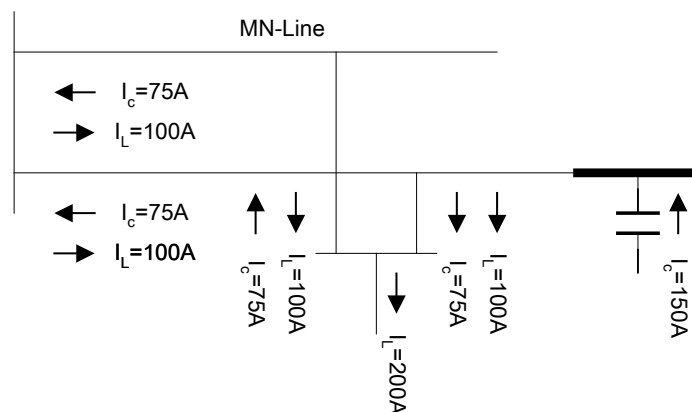 MN-Line
I_c=75A
I_L=100A
I_c=75A
I_L=100A
I_c=75A
I_L=100A
I_L=200A
I_c=75A
I_L=100A
I_c=150A